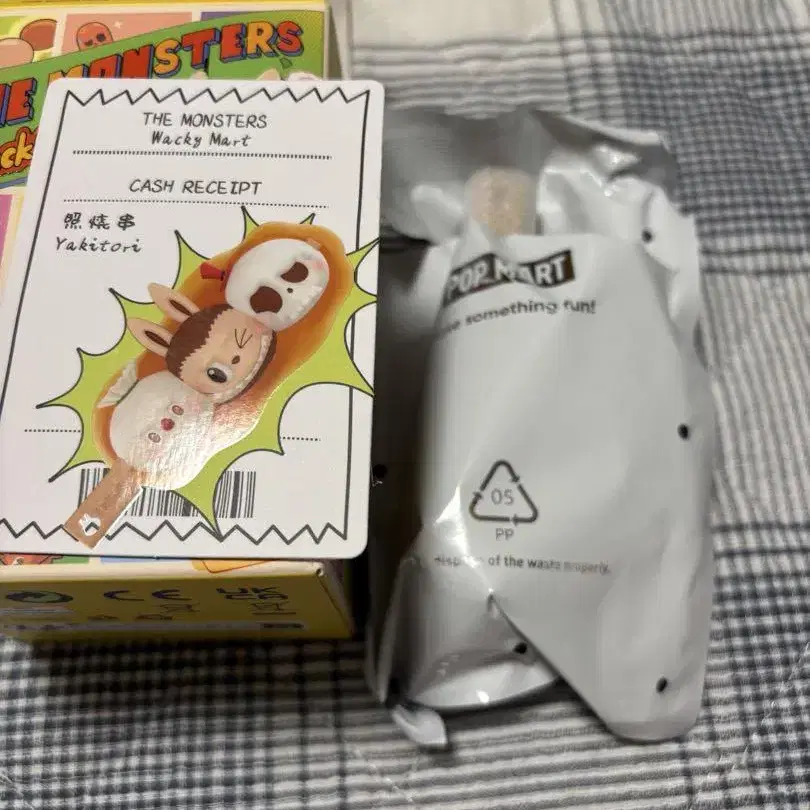 THE MONSTERS
THE MONSTERS
Wacky Mart
CASH RECEIPT
照烧串
Yakitori
POP MART
something fun!
05
PP
of the waste properly.
CE